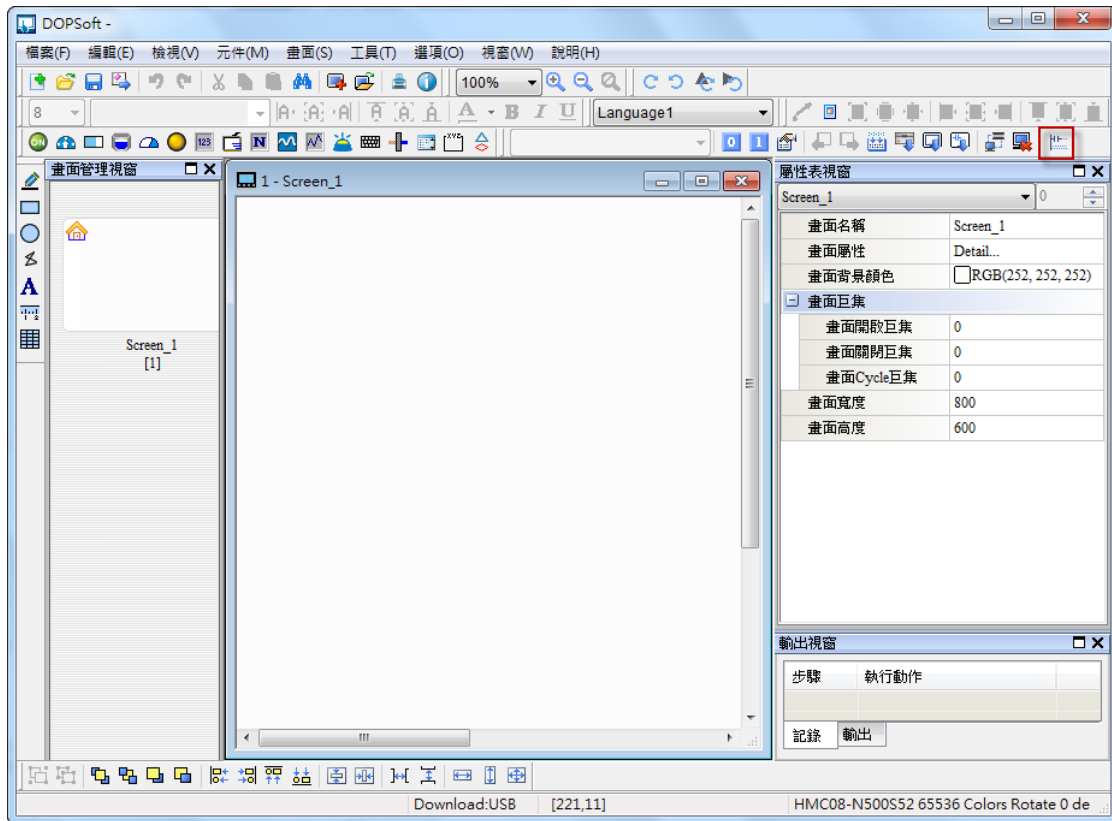 DOPSoft -
檔案(F) 編輯(E) 檢視(V) 元件(M) 畫面(S) 工具(T) 選項(O) 視窗(W) 說明(H)
100%
8
A B I U
Language1
ON
123
N
XYZ
0 1
畫面管理視窗
Screen_1
[1]
A
1 - Screen_1
屬性表視窗
Screen_1 0
畫面名稱 Screen_1
畫面屬性 Detail...
畫面背景顏色 RGB(252, 252, 252)
畫面巨集
畫面開啟巨集 0
畫面關閉巨集 0
畫面Cycle巨集 0
畫面寬度 800
畫面高度 600
輸出視窗
步驟 執行動作
記錄 輸出
Download:USB [221,11] HMC08-N500S52 65536 Colors Rotate 0 de